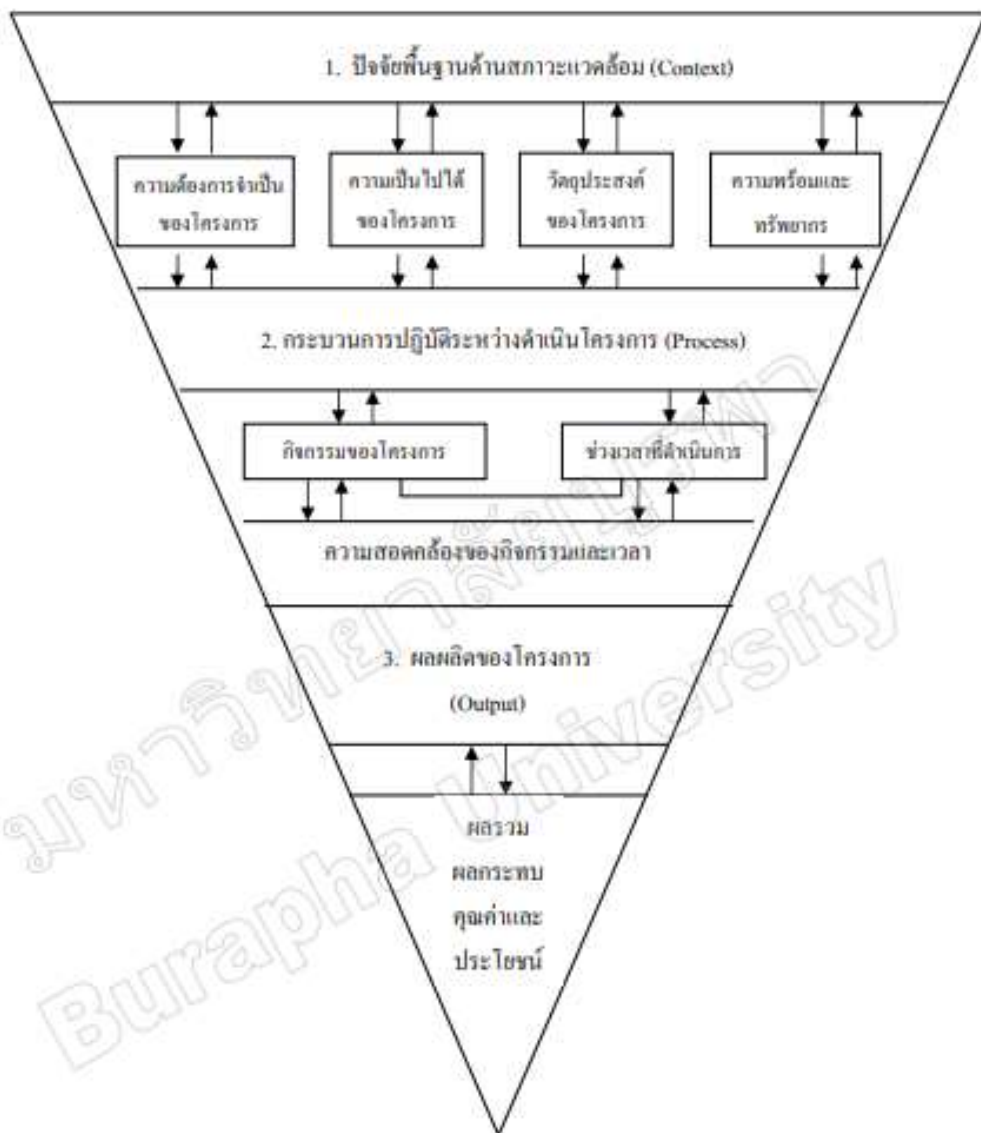 1. ปัจจัยพื้นฐานด้านสภาวะแวดล้อม (Context)
ความต้องการจำเป็น
ของโครงการ
ความเป็นไปได้
ของโครงการ
วัตถุประสงค์
ของโครงการ
ความพร้อมและ
ทรัพยากร
2. กระบวนการปฏิบัติระหว่างดำเนินโครงการ (Process)
กิจกรรมของโครงการ
ช่วงเวลาที่ดำเนินการ
ความสอดคล้องของกิจกรรมและเวลา
3. ผลผลิตของโครงการ
(Output)
ผลรวม
ผลกระทบ
คุณค่าและ
ประโยชน์
มหาวิทยาลัยบูรพา
Burapha University